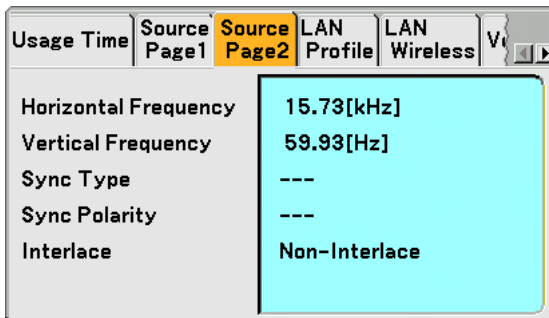 Usage Time
Source Page1
Source Page2
LAN Profile
LAN Wireless
Horizontal Frequency 15.73[kHz]
Vertical Frequency 59.93[Hz]
Sync Type ---
Sync Polarity ---
Interlace Non-Interlace